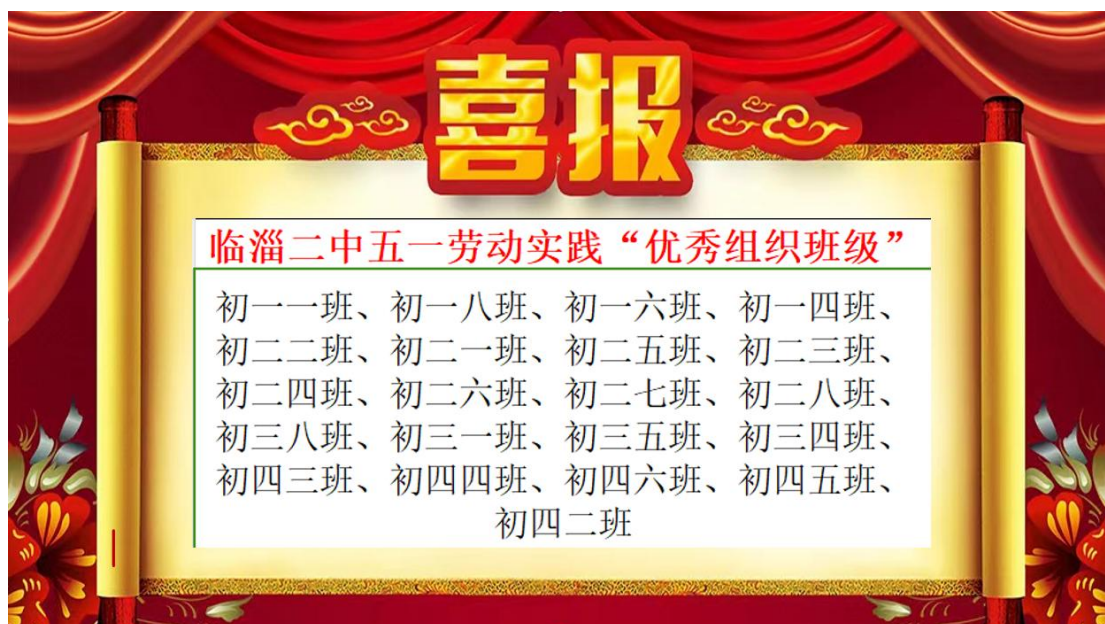 喜报
临淄二中五一劳动实践“优秀组织班级”
初一一班、初一八班、初一六班、初一四班、
初二二班、初二一班、初二五班、初二三班、
初二四班、初二六班、初二七班、初二八班、
初三八班、初三一班、初三五班、初三四班、
初四三班、初四四班、初四六班、初四五班、
初四二班